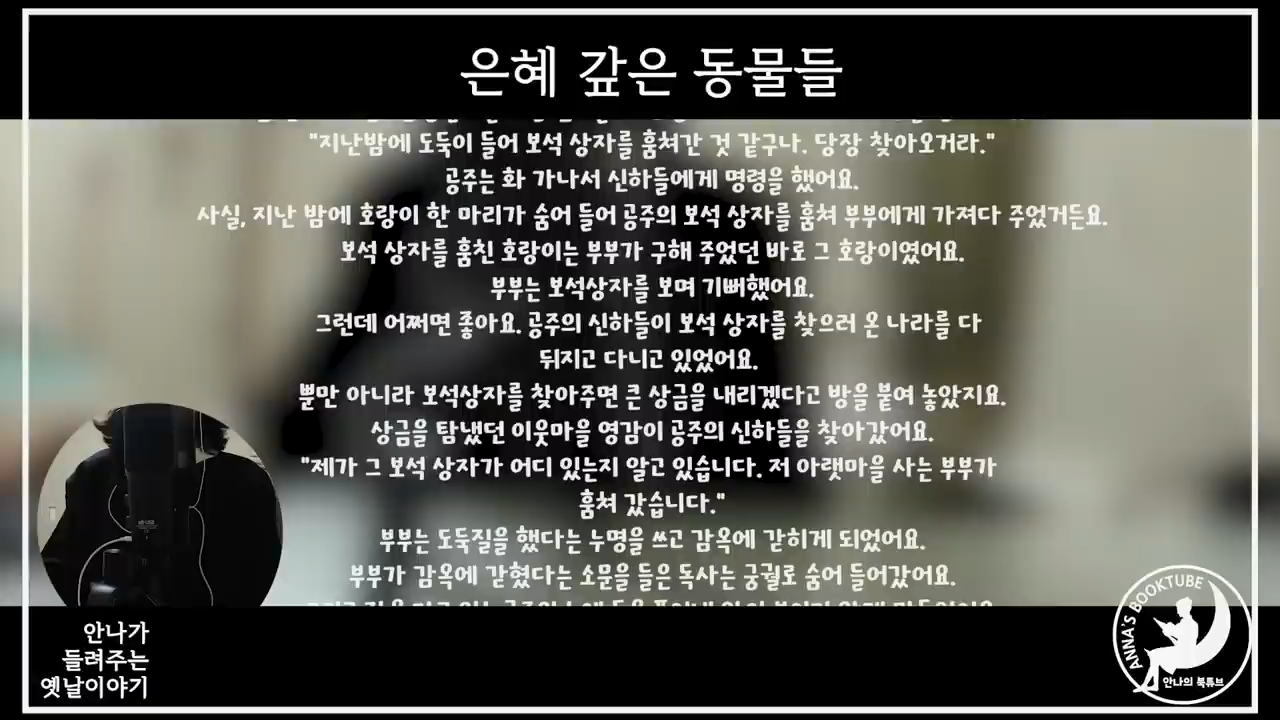 은혜 갚은 동물들
"지난밤에 도둑이 들어 보석 상자를 훔쳐간 것 같구나. 당장 찾아오거라."
공주는 화 가나서 신하들에게 명령을 했어요.
사실, 지난 밤에 호랑이 한 마리가 숨어 들어 공주의 보석 상자를 훔쳐 부부에게 가져다 주었거든요.
보석 상자를 훔친 호랑이는 부부가 구해 주었던 바로 그 호랑이였어요.
부부는 보석상자를 보며 기뻐했어요.
그런데 어쩌면 좋아요. 공주의 신하들이 보석 상자를 찾으러 온 나라를 다
뒤지고 다니고 있었어요.
뿐만 아니라 보석상자를 찾아주면 큰 상금을 내리겠다고 방을 붙여 놓았지요.
상금을 탐냈던 이웃마을 영감이 공주의 신하들을 찾아갔어요.
"제가 그 보석 상자가 어디 있는지 알고 있습니다. 저 아랫마을 사는 부부가
훔쳐 갔습니다."
부부는 도둑질을 했다는 누명을 쓰고 감옥에 갇히게 되었어요.
부부가 감옥에 갇혔다는 소문을 들은 독사는 궁궐로 숨어 들어갔어요.
안나가
들려주는
옛날이야기
ANNA'S BOOKTUBE
안나의 북튜브